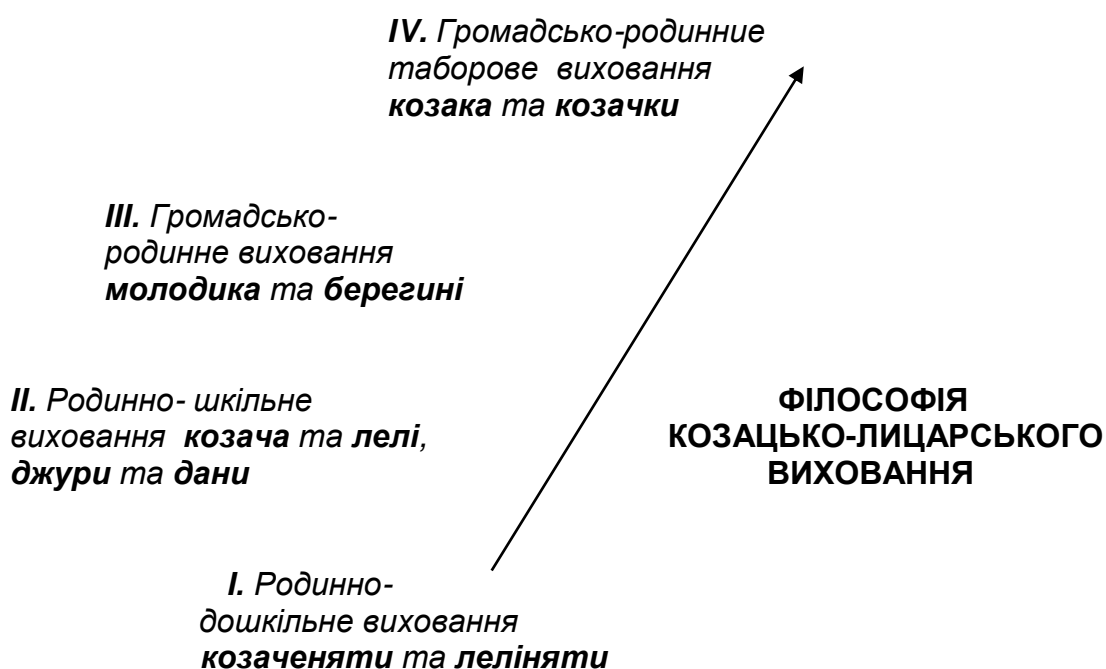 IV. Громадсько-родинние
таборове виховання
козака та козачки
III. Громадсько-
родинне виховання
молодика та берегині
II. Родинно- шкільне
виховання козача та лелі,
джури та дани
ФІЛОСОФІЯ
КОЗАЦЬКО-ЛИЦАРСЬКОГО
ВИХОВАННЯ
I. Родинно-
дошкільне виховання
козаченяти та леліняти